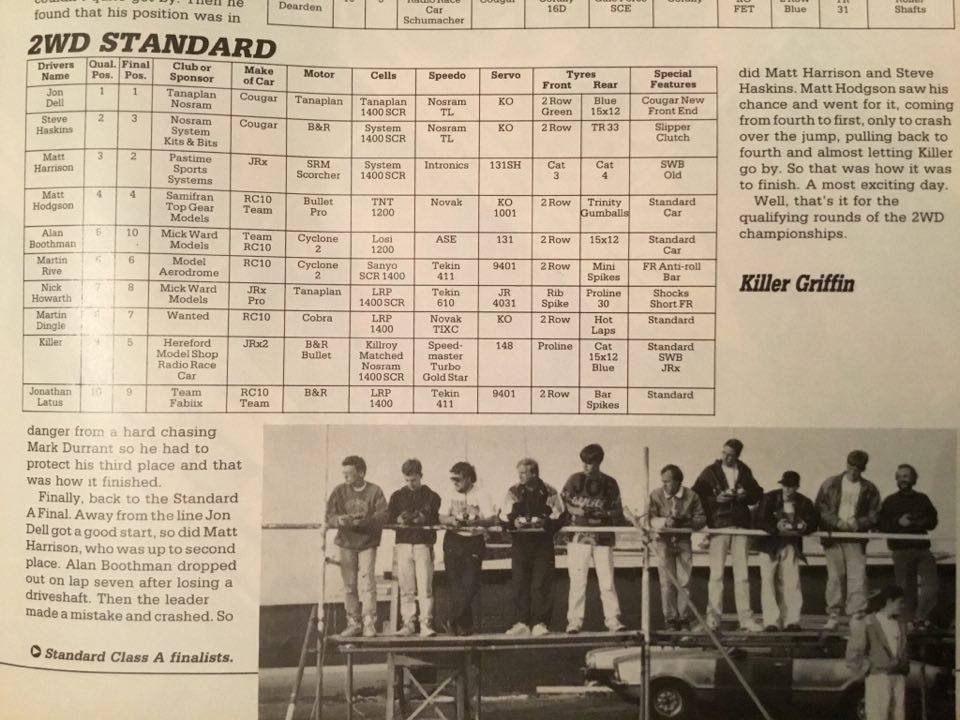 found that his position was in
Dearden
Car
Schumacher
16D
SCE
FET
Blue
TR
31
Shafts
2WD STANDARD
Drivers Name | Qual. Pos. | Final Pos. | Club or Sponsor | Make of Car | Motor | Cells | Speedo | Servo | Tyres Front | Rear | Special Features
Jon Dell | 1 | 1 | Tanaplan Nosram | Cougar | Tanaplan | Tanaplan 1400 SCR | Nosram TL | KO | 2 Row Green | Blue 15x12 | Cougar New Front End
Steve Haskins | 2 | 3 | Nosram System Kits & Bits | Cougar | B&R | System 1400 SCR | Nosram TL | KO | 2 Row | TR 33 | Slipper Clutch
Matt Harrison | 3 | 2 | Pastime Sports Systems | JRx | SRM Scorcher | System 1400 SCR | Intronics | 131SH | Cat 3 | Cat 4 | SWB Old
Matt Hodgson | 4 | 4 | Samifran Top Gear Models | RC10 Team | Bullet Pro | TNT 1200 | Novak | KO 1001 | 2 Row | Trinity Gumballs | Standard Car
Alan Boothman | 5 | 10 | Mick Ward Models | Team RC10 | Cyclone 2 | Losi 1200 | ASE | 131 | 2 Row | 15x12 | Standard Car
Martin Rive | 6 | 6 | Model Aerodrome | RC10 | Cyclone 2 | Sanyo SCR 1400 | Tekin 411 | 9401 | 2 Row | Mini Spikes | FR Anti-roll Bar
Nick Howarth | 7 | 8 | Mick Ward Models | JRx Pro | Tanaplan | LRP 1400 SCR | Tekin 610 | JR 4031 | Rib Spike | Proline 30 | Shocks Short FR
Martin Dingle | 7 | Wanted | RC10 | Cobra | LRP 1400 | Novak TIXC | KO | 2 Row | Hot Laps | Standard
Killer | 5 | Hereford Model Shop Radio Race Car | JRx2 | B&R Bullet | Killroy Matched Nosram 1400 SCR | Speed-master Turbo Gold Star | 148 | Proline | Cat 15x12 Blue | Standard SWB JRx
Jonathan Latus | 10 | 9 | Team Fabiix | RC10 Team | B&R | LRP 1400 | Tekin 411 | 9401 | 2 Row | Bar Spikes | Standard
danger from a hard chasing
Mark Durrant so he had to
protect his third place and that
was how it finished.
Finally, back to the Standard
A Final. Away from the line Jon
Dell got a good start, so did Matt
Harrison, who was up to second
place. Alan Boothman dropped
out on lap seven after losing a
driveshaft. Then the leader
made a mistake and crashed. So
Standard Class A finalists.
did Matt Harrison and Steve
Haskins. Matt Hodgson saw his
chance and went for it, coming
from fourth to first, only to crash
over the jump, pulling back to
fourth and almost letting Killer
go by. So that was how it was
to finish. A most exciting day.
Well, that's it for the
qualifying rounds of the 2WD
championships.
Killer Griffin